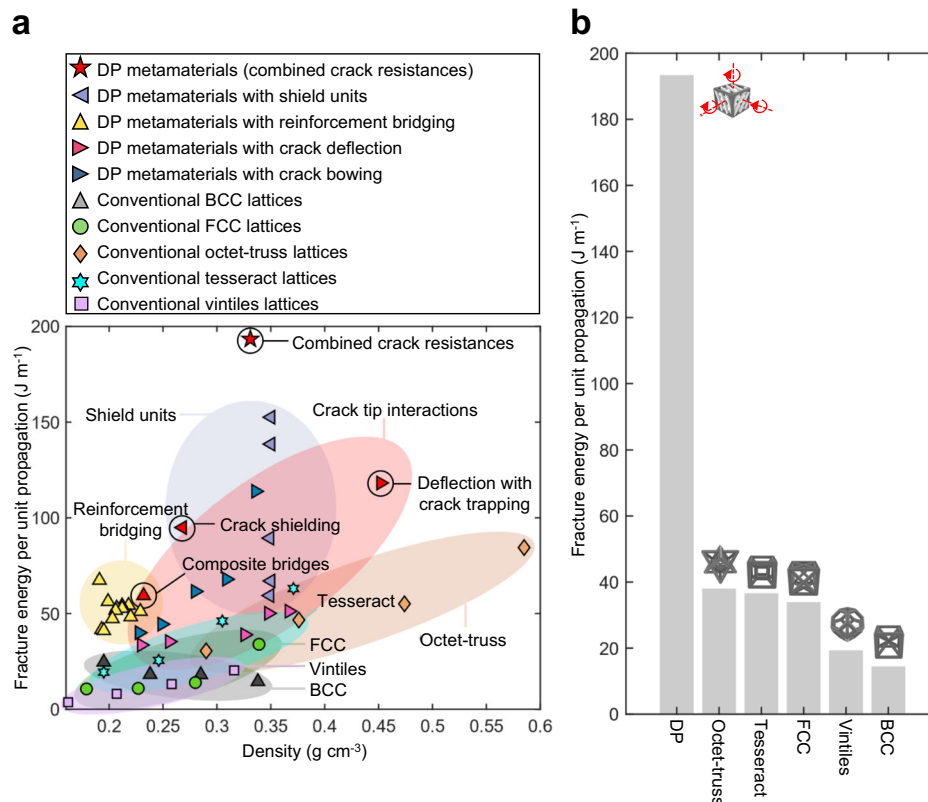 a
DP metamaterials (combined crack resistances)
DP metamaterials with shield units
DP metamaterials with reinforcement bridging
DP metamaterials with crack deflection
DP metamaterials with crack bowing
Conventional BCC lattices
Conventional FCC lattices
Conventional octet-truss lattices
Conventional tesseract lattices
Conventional vintiles lattices
Fracture energy per unit propagation (J m⁻¹)
200
150
100
50
0
Combined crack resistances
Shield units
Crack tip interactions
Deflection with
crack trapping
Reinforcement
bridging
Crack shielding
Composite bridges
Tesseract
Octet-truss
FCC
Vintiles
BCC
0.2
0.25
0.3
0.35
0.4
0.45
0.5
0.55
0.6
Density (g cm⁻³)
b
Fracture energy per unit propagation (J m⁻¹)
200
180
160
140
120
100
80
60
40
20
0
DP
Octet-truss
Tesseract
FCC
Vintiles
BCC